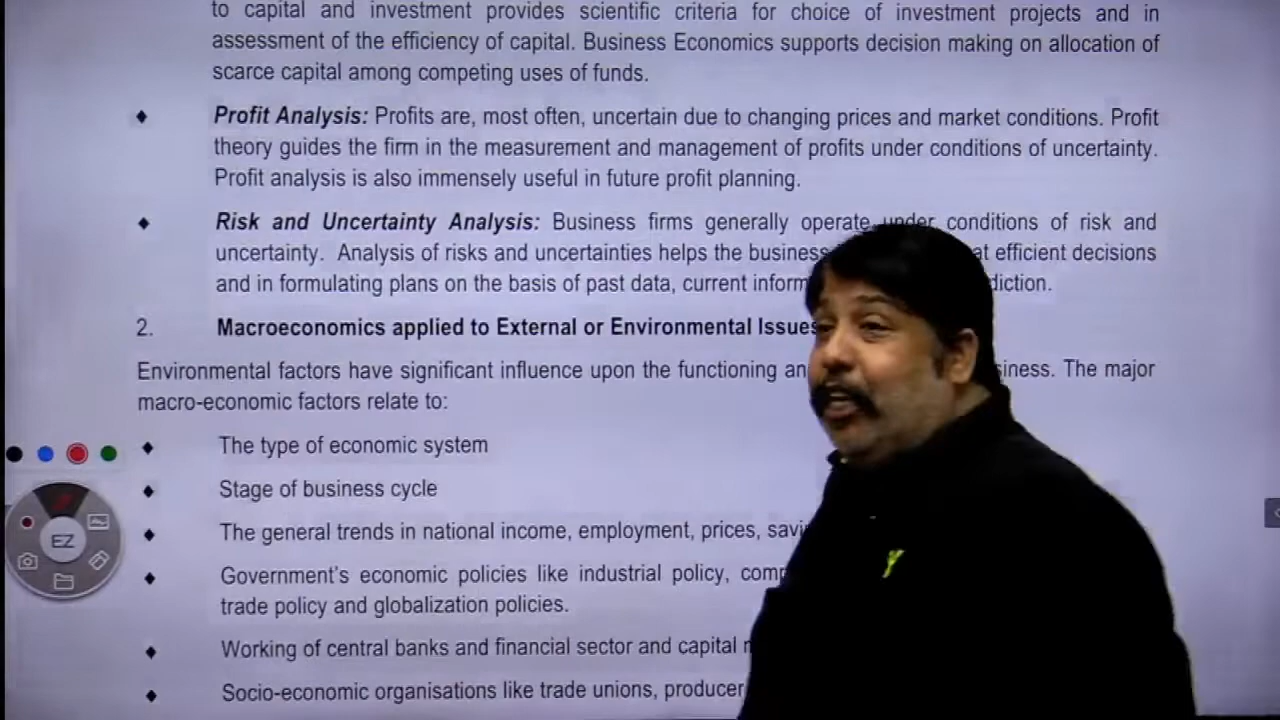 to capital and investment provides scientific criteria for choice of investment projects and in
assessment of the efficiency of capital. Business Economics supports decision making on allocation of
scarce capital among competing uses of funds.
♦ Profit Analysis: Profits are, most often, uncertain due to changing prices and market conditions. Profit
theory guides the firm in the measurement and management of profits under conditions of uncertainty.
Profit analysis is also immensely useful in future profit planning.
♦ Risk and Uncertainty Analysis: Business firms generally operate under conditions of risk and
uncertainty. Analysis of risks and uncertainties helps the business at efficient decisions
and in formulating plans on the basis of past data, current inform diction.
2. Macroeconomics applied to External or Environmental Issues
Environmental factors have significant influence upon the functioning an siness. The major
macro-economic factors relate to:
♦ The type of economic system
♦ Stage of business cycle
♦ The general trends in national income, employment, prices, savi
♦ Government's economic policies like industrial policy, comp
trade policy and globalization policies.
♦ Working of central banks and financial sector and capital
♦ Socio-economic organisations like trade unions, producer
EZ